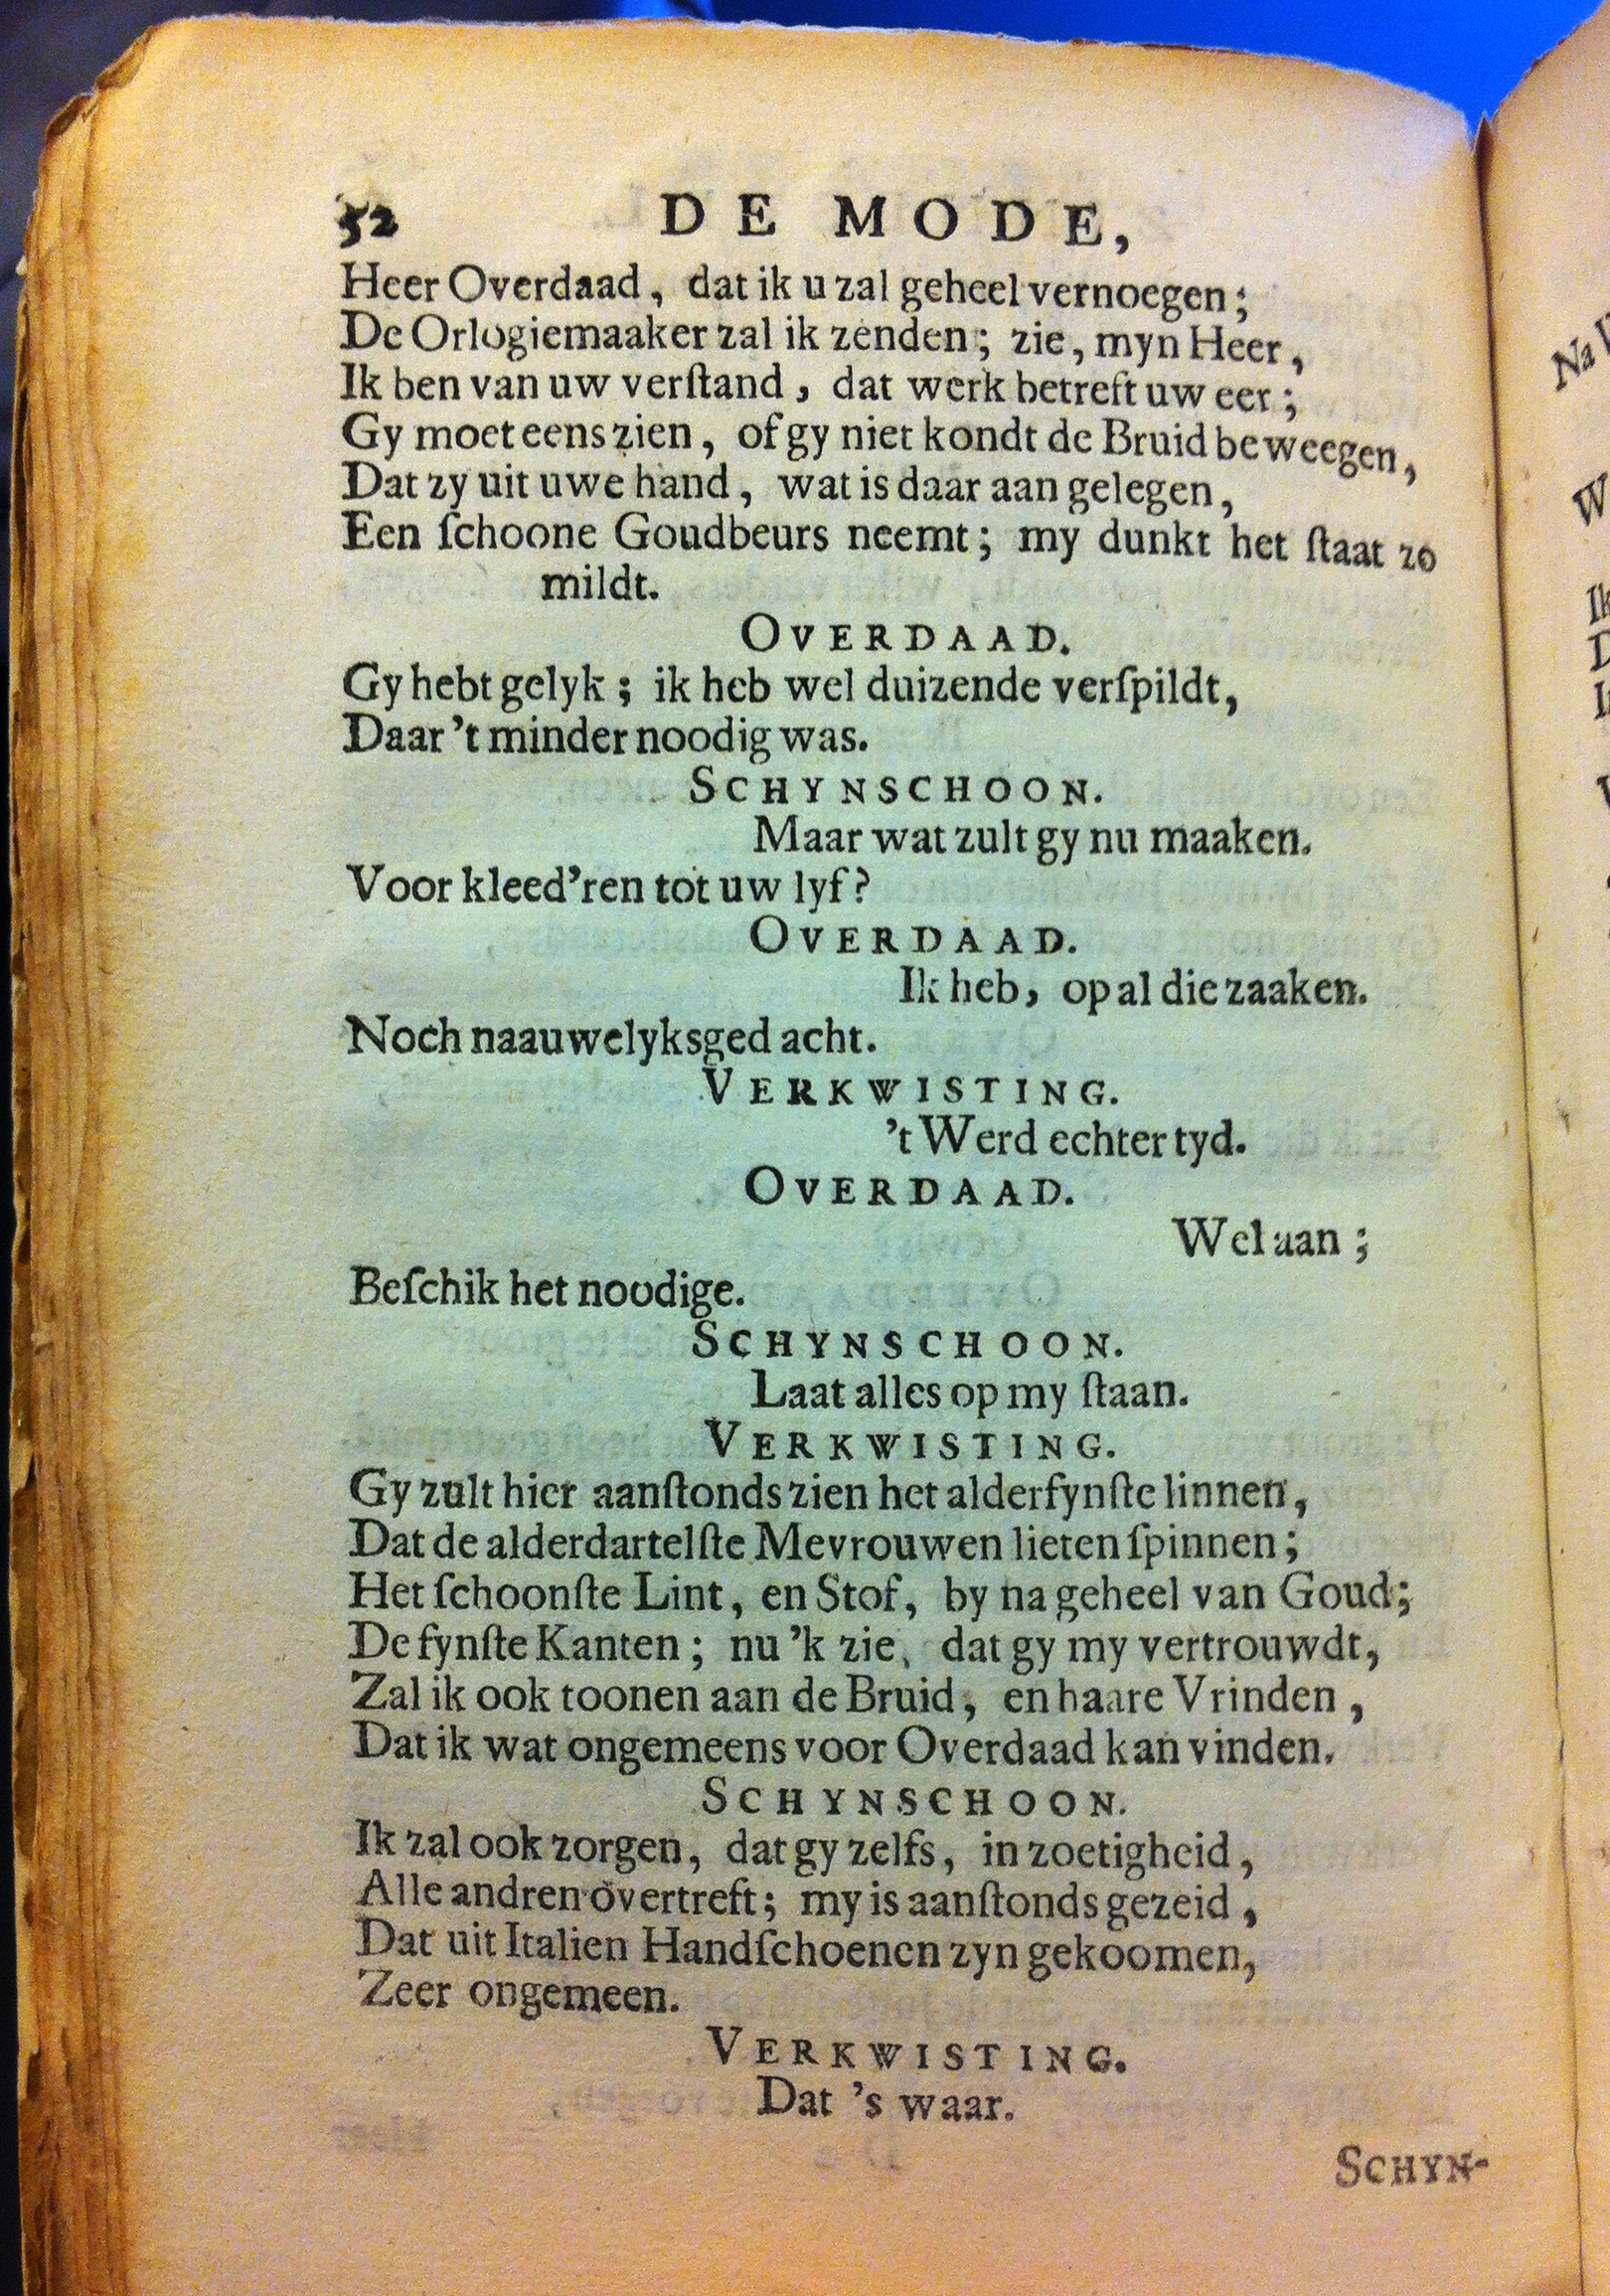 52 DE MODE,
Heer Overdaad, dat ik u zal geheel vernoegen;
De Orlogiemaaker zal ik zenden; zie, myn Heer,
Ik ben van uw verſtand, dat werk betreft uw eer;
Gy moet eens zien, of gy niet kondt de Bruid beweegen,
Dat zy uit uwe hand, wat is daar aan gelegen,
Een ſchoone Goudbeurs neemt; my dunkt het ſtaat zo
mildt.
OVERDAAD.
Gy hebt gelyk; ik heb wel duizende verſpildt,
Daar 't minder noodig was.
SCHYNSCHOON.
Maar wat zult gy nu maaken.
Voor kleed'ren tot uw lyf?
OVERDAAD.
Ik heb, op al die zaaken.
Noch naauwelyksged acht.
VERKWISTING.
't Werd echter tyd.
OVERDAAD.
Wel aan;
Beſchik het noodige.
SCHYNSCHOON.
Laat alles op my ſtaan.
VERKWISTING.
Gy zult hier aanſtonds zien het alderfynſte linnen,
Dat de alderdartelſte Mevrouwen lieten ſpinnen;
Het ſchoonſte Lint, en Stof, by na geheel van Goud;
De fynſte Kanten; nu 'k zie, dat gy my vertrouwdt,
Zal ik ook toonen aan de Bruid, en haare Vrinden,
Dat ik wat ongemeens voor Overdaad kan vinden.
SCHYNSCHOON.
Ik zal ook zorgen, dat gy zelfs, in zoetigheid,
Alle andren overtreft; my is aanſtonds gezeid,
Dat uit Italien Handſchoenen zyn gekoomen,
Zeer ongemeen.
VERKWISTING.
Dat 's waar.
SCHYN-
Na
W